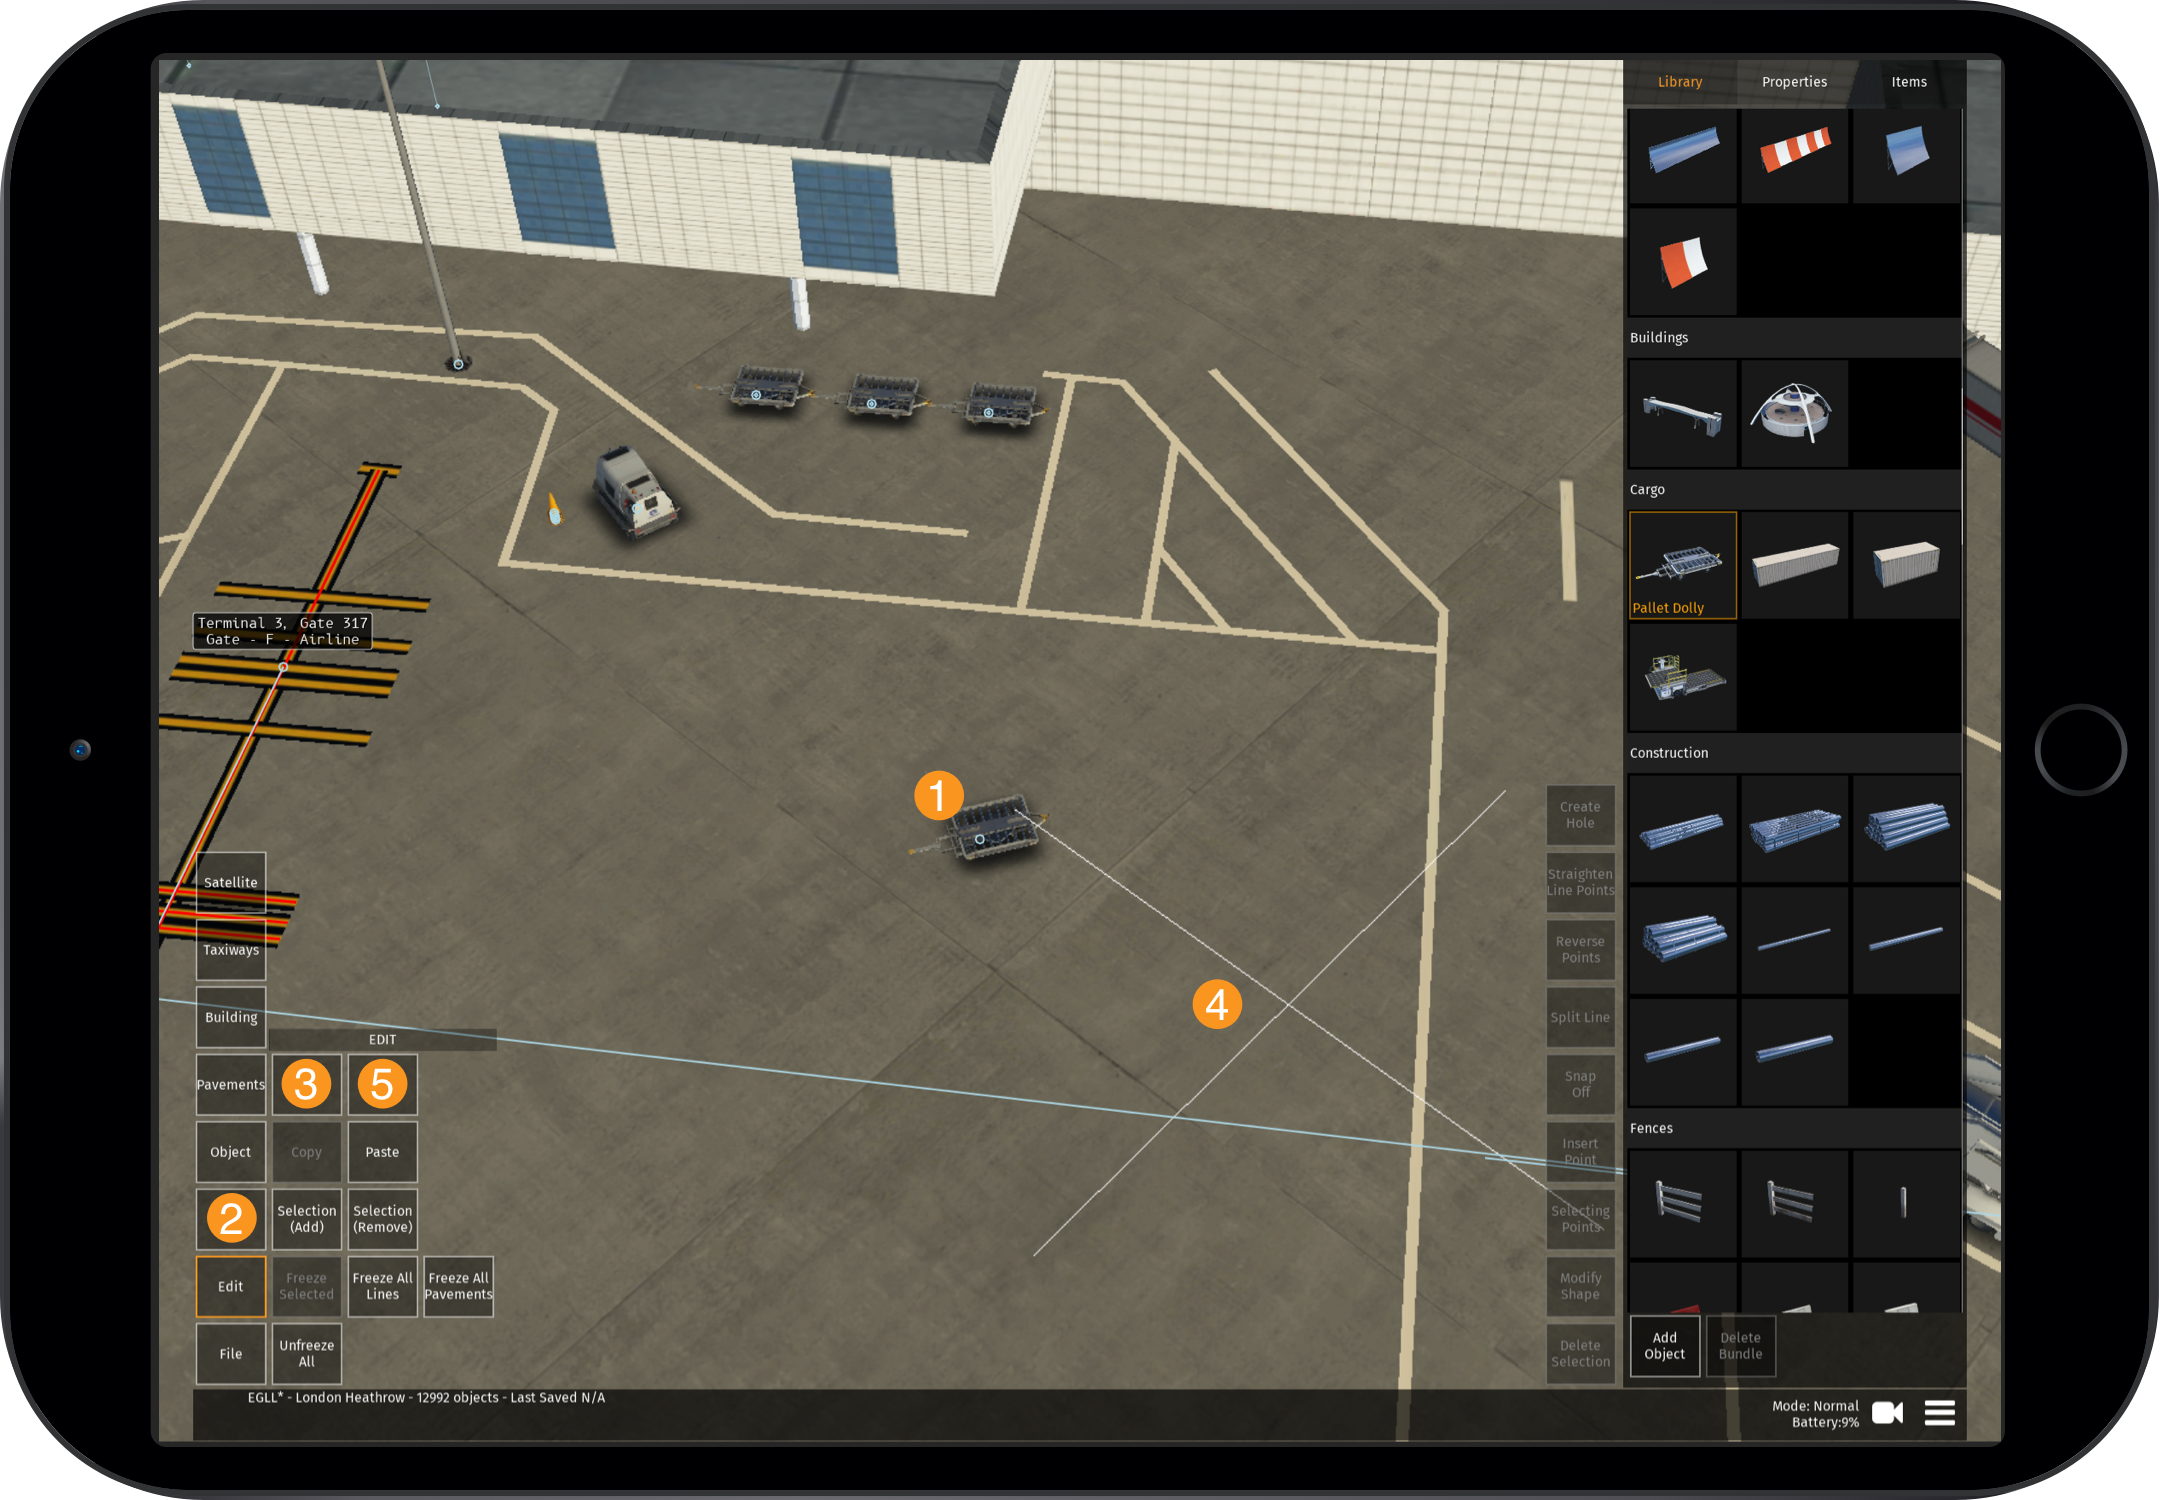 Library
Properties
Items
Buildings
Cargo
Pallet Dolly
Construction
Fences
Add
Object
Delete
Bundle
Terminal 3, Gate 317
Gate - F - Airline
1
4
Create
Hole
Straighten
Line Points
Reverse
Points
Split Line
Snap
Off
Insert
Point
Selecting
Points
Modify
Shape
Delete
Selection
Satellite
Taxiways
Building
EDIT
Pavements
3
5
Object
Copy
Paste
2
Selection
(Add)
Selection
(Remove)
Edit
Freeze
Selected
Freeze All
Lines
Freeze All
Pavements
File
Unfreeze
All
EGLL* - London Heathrow - 12992 objects - Last Saved N/A
Mode: Normal
Battery:9%